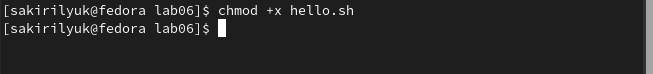 [sakirilyuk@fedora lab06]$ chmod +x hello.sh
[sakirilyuk@fedora lab06]$